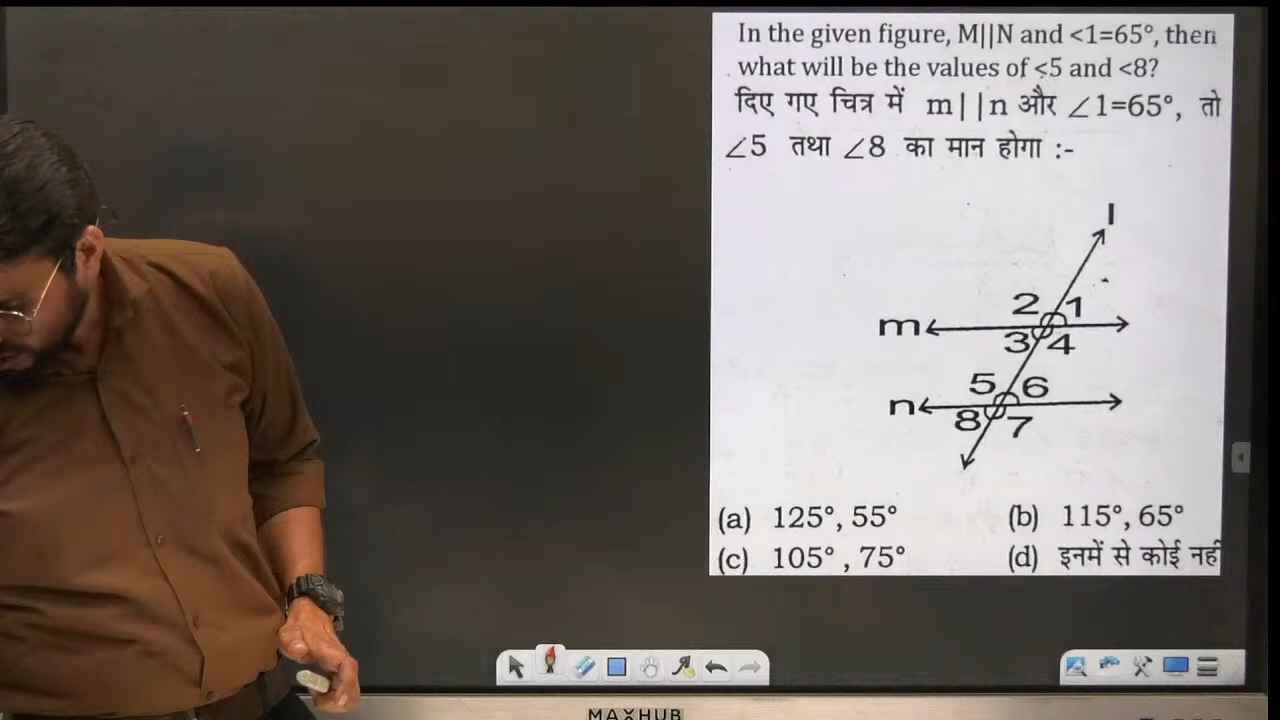 In the given figure, M||N and <1=65°, then
what will be the values of <5 and <8?
दिए गए चित्र में m||n और ∠1=65°, तो
∠5 तथा ∠8 का मान होगा :-
l
2 1
m
3 4
5 6
n
8 7
(a) 125°, 55° (b) 115°, 65°
(c) 105° , 75° (d) इनमें से कोई नहीं
MAXHUB